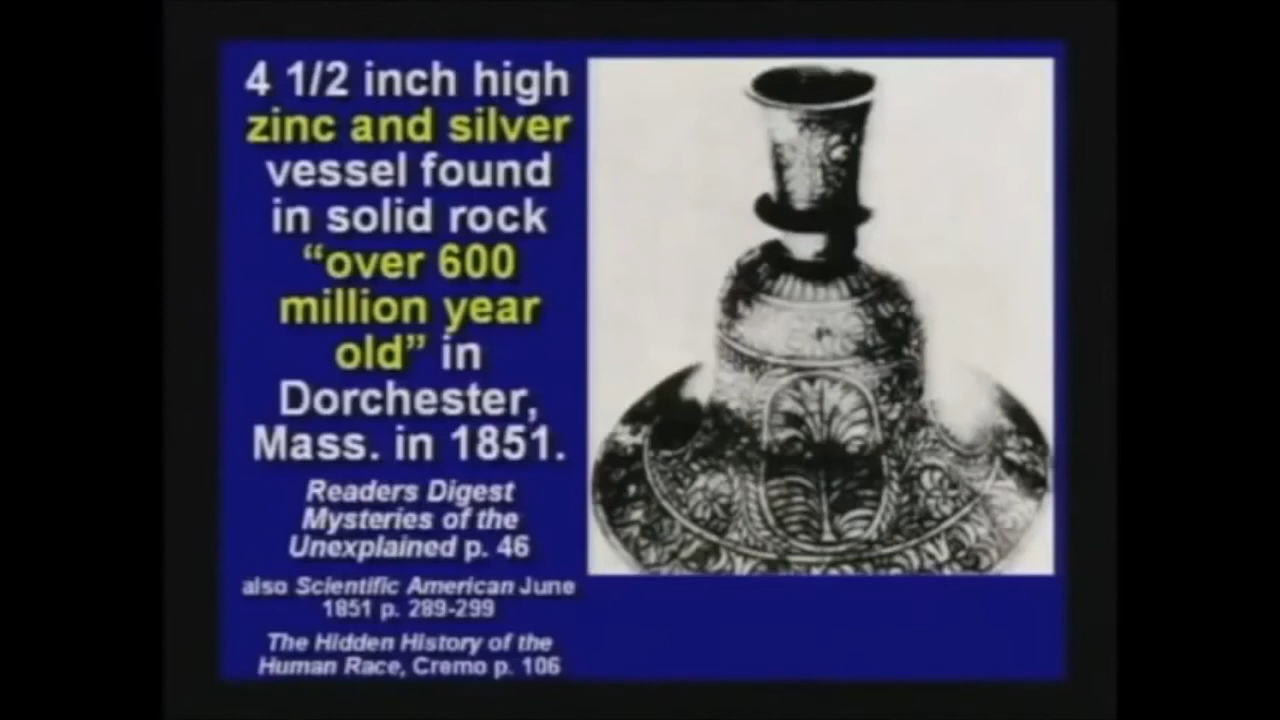 4 1/2 inch high
zinc and silver
vessel found
in solid rock
“over 600
million year
old” in
Dorchester,
Mass. in 1851.
Readers Digest
Mysteries of the
Unexplained p. 46
also Scientific American June
1851 p. 289-299
The Hidden History of the
Human Race, Cremo p. 106